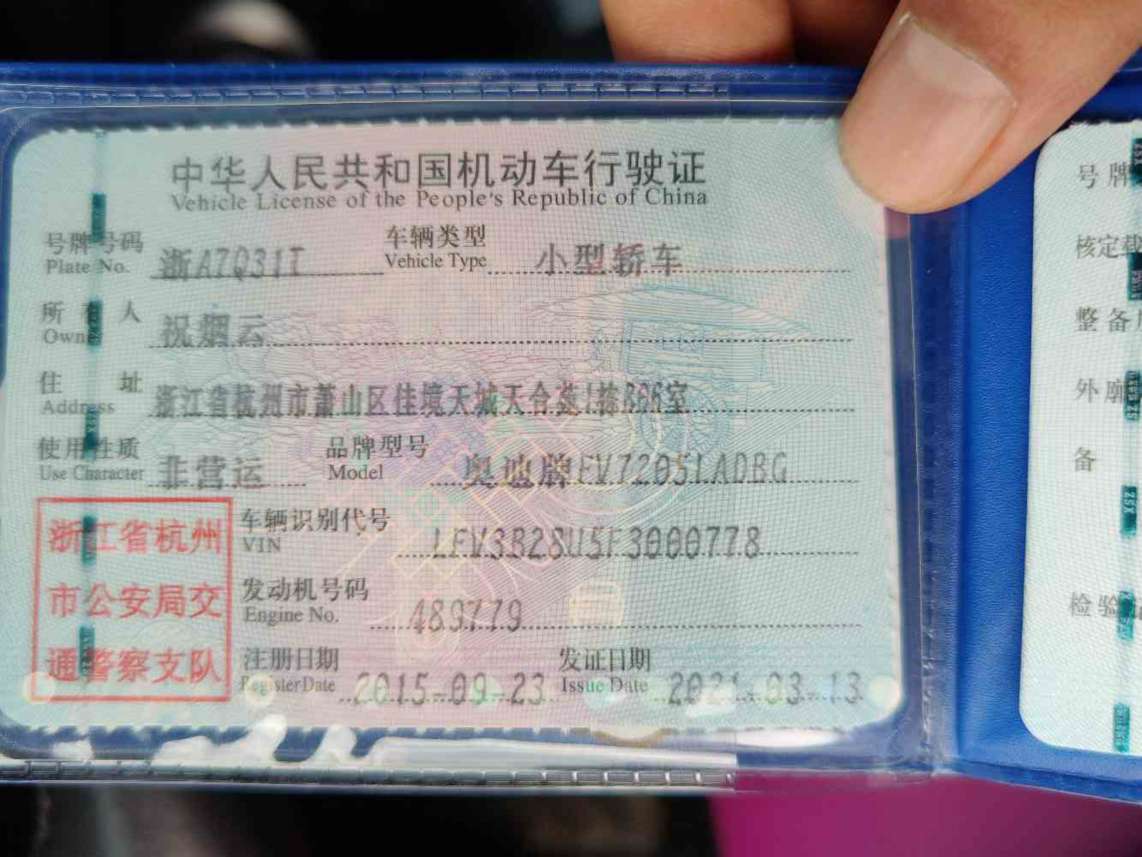 中华人民共和国机动车行驶证
Vehicle License of the People's Republic of China
号牌号码 浙A7Q31T 车辆类型 小型轿车
Plate No. Vehicle Type
所有人 祝烟云
Owner
住址 浙江省杭州市萧山区佳境天城天合苑1栋806室
Address
使用性质 非营运 品牌型号 奥迪牌FV7205LADBG
Use Character Model
车辆识别代号 LFV3B28U5F3000778
VIN
发动机号码 489779
Engine No.
注册日期 2015-09-23 发证日期 2021-03-13
Register Date Issue Date
浙江省杭州
市公安局交
通警察支队
号牌
核定
整备
外廓
备
检验